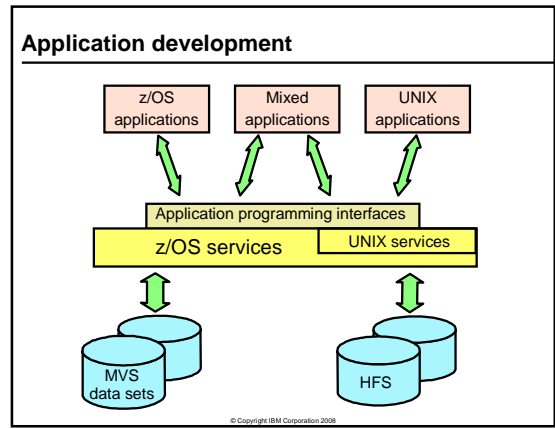 Application development
z/OS
applications
Mixed
applications
UNIX
applications
Application programming interfaces
z/OS services
UNIX services
MVS
data sets
HFS
© Copyright IBM Corporation 2008